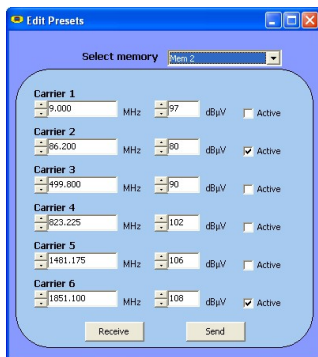 Edit Presets
Select memory Mem 2
Carrier 1
9.000 MHz 97 dBµV Active
Carrier 2
86.200 MHz 80 dBµV Active
Carrier 3
499.800 MHz 90 dBµV Active
Carrier 4
823.225 MHz 102 dBµV Active
Carrier 5
1481.175 MHz 106 dBµV Active
Carrier 6
1851.100 MHz 108 dBµV Active
Receive Send